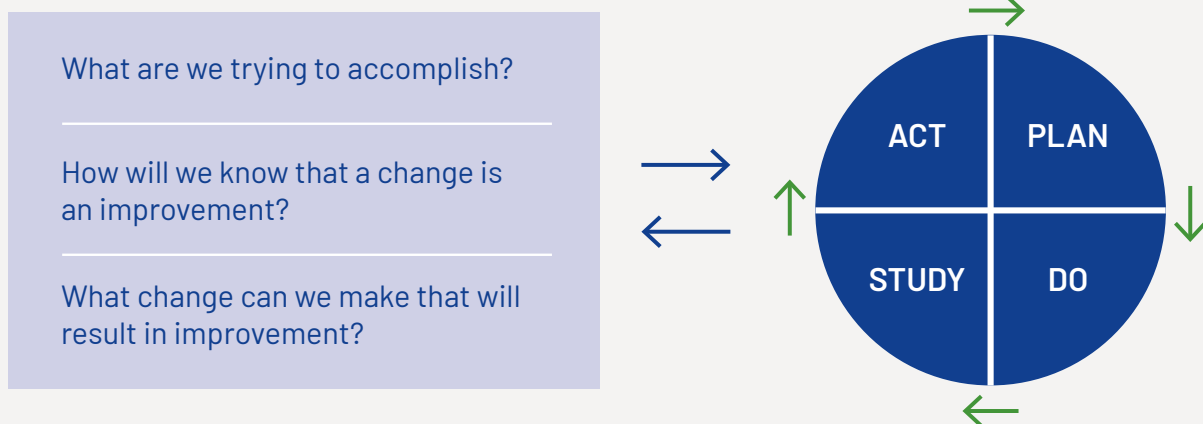 What are we trying to accomplish?
How will we know that a change is
an improvement?
What change can we make that will
result in improvement?
ACT
PLAN
STUDY
DO